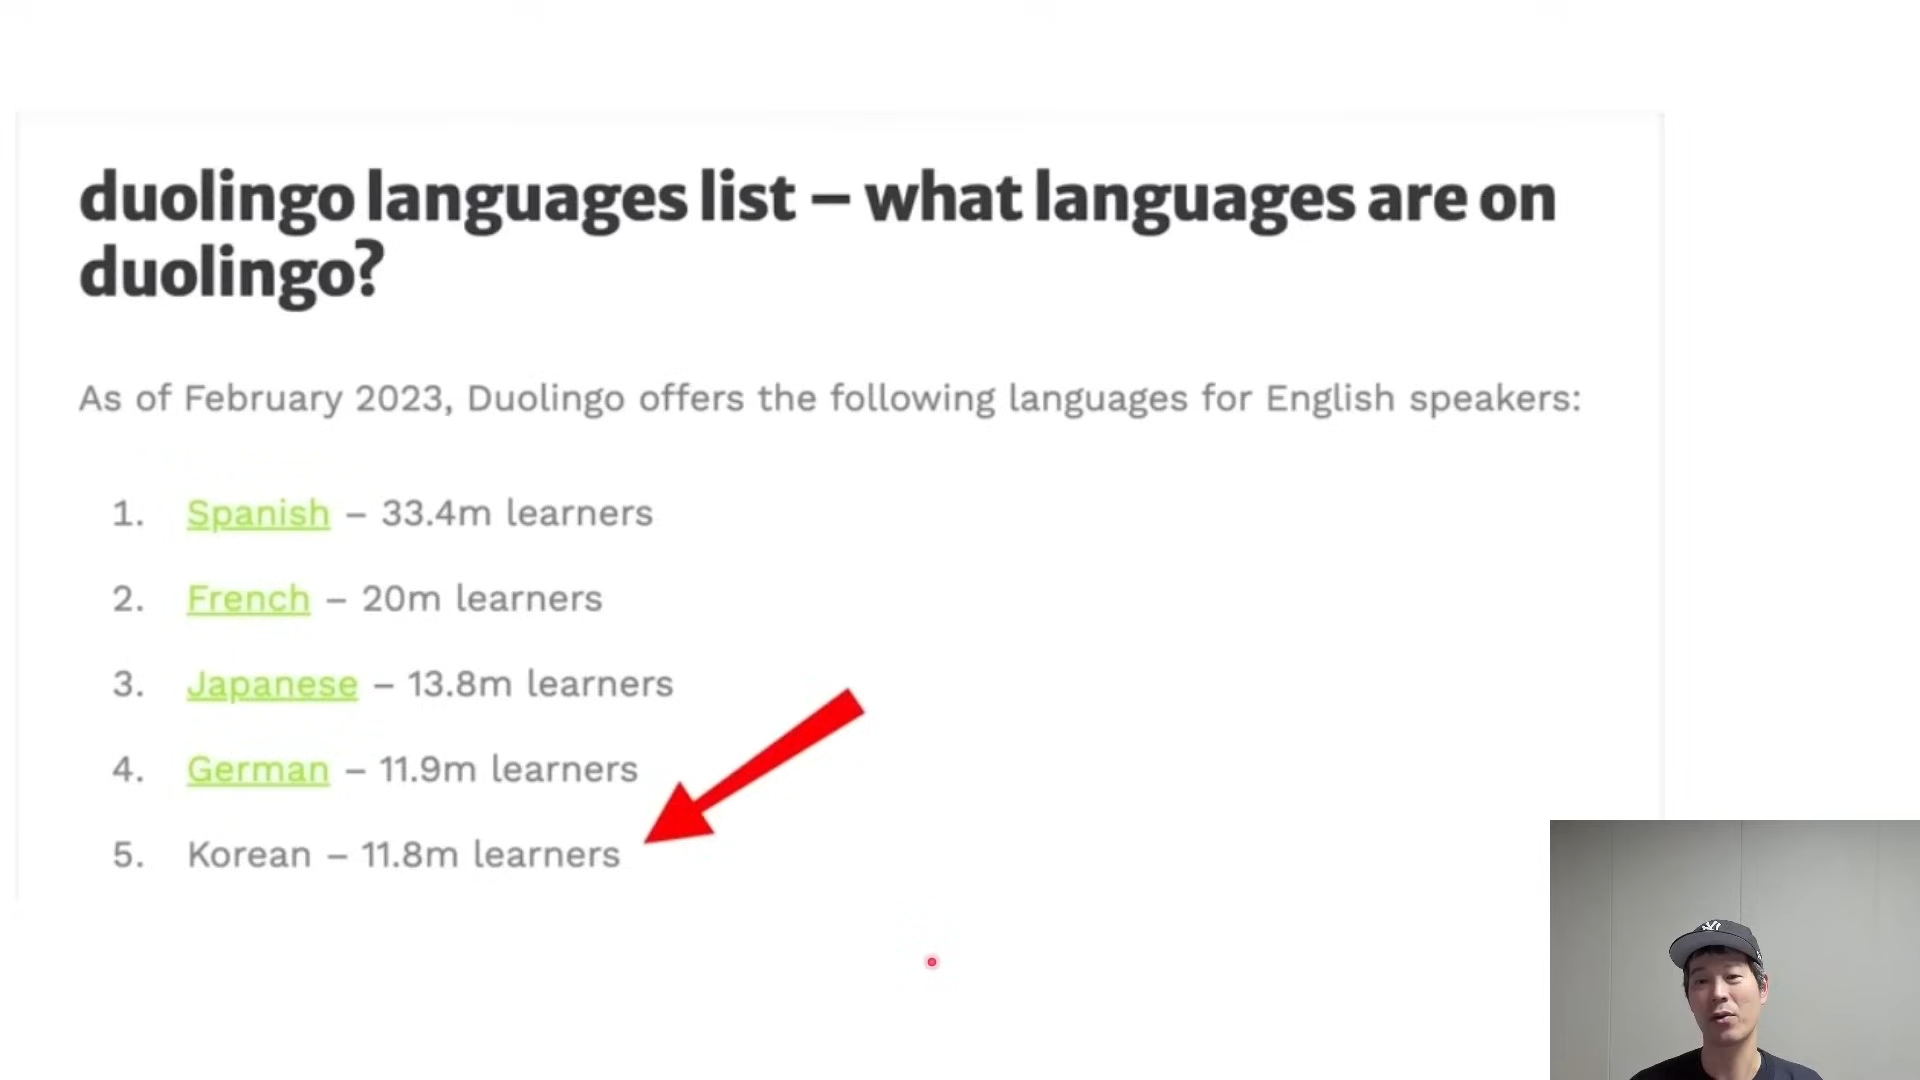 duolingo languages list – what languages are on
duolingo?
As of February 2023, Duolingo offers the following languages for English speakers:
1. Spanish – 33.4m learners
2. French – 20m learners
3. Japanese – 13.8m learners
4. German – 11.9m learners
5. Korean – 11.8m learners
NY